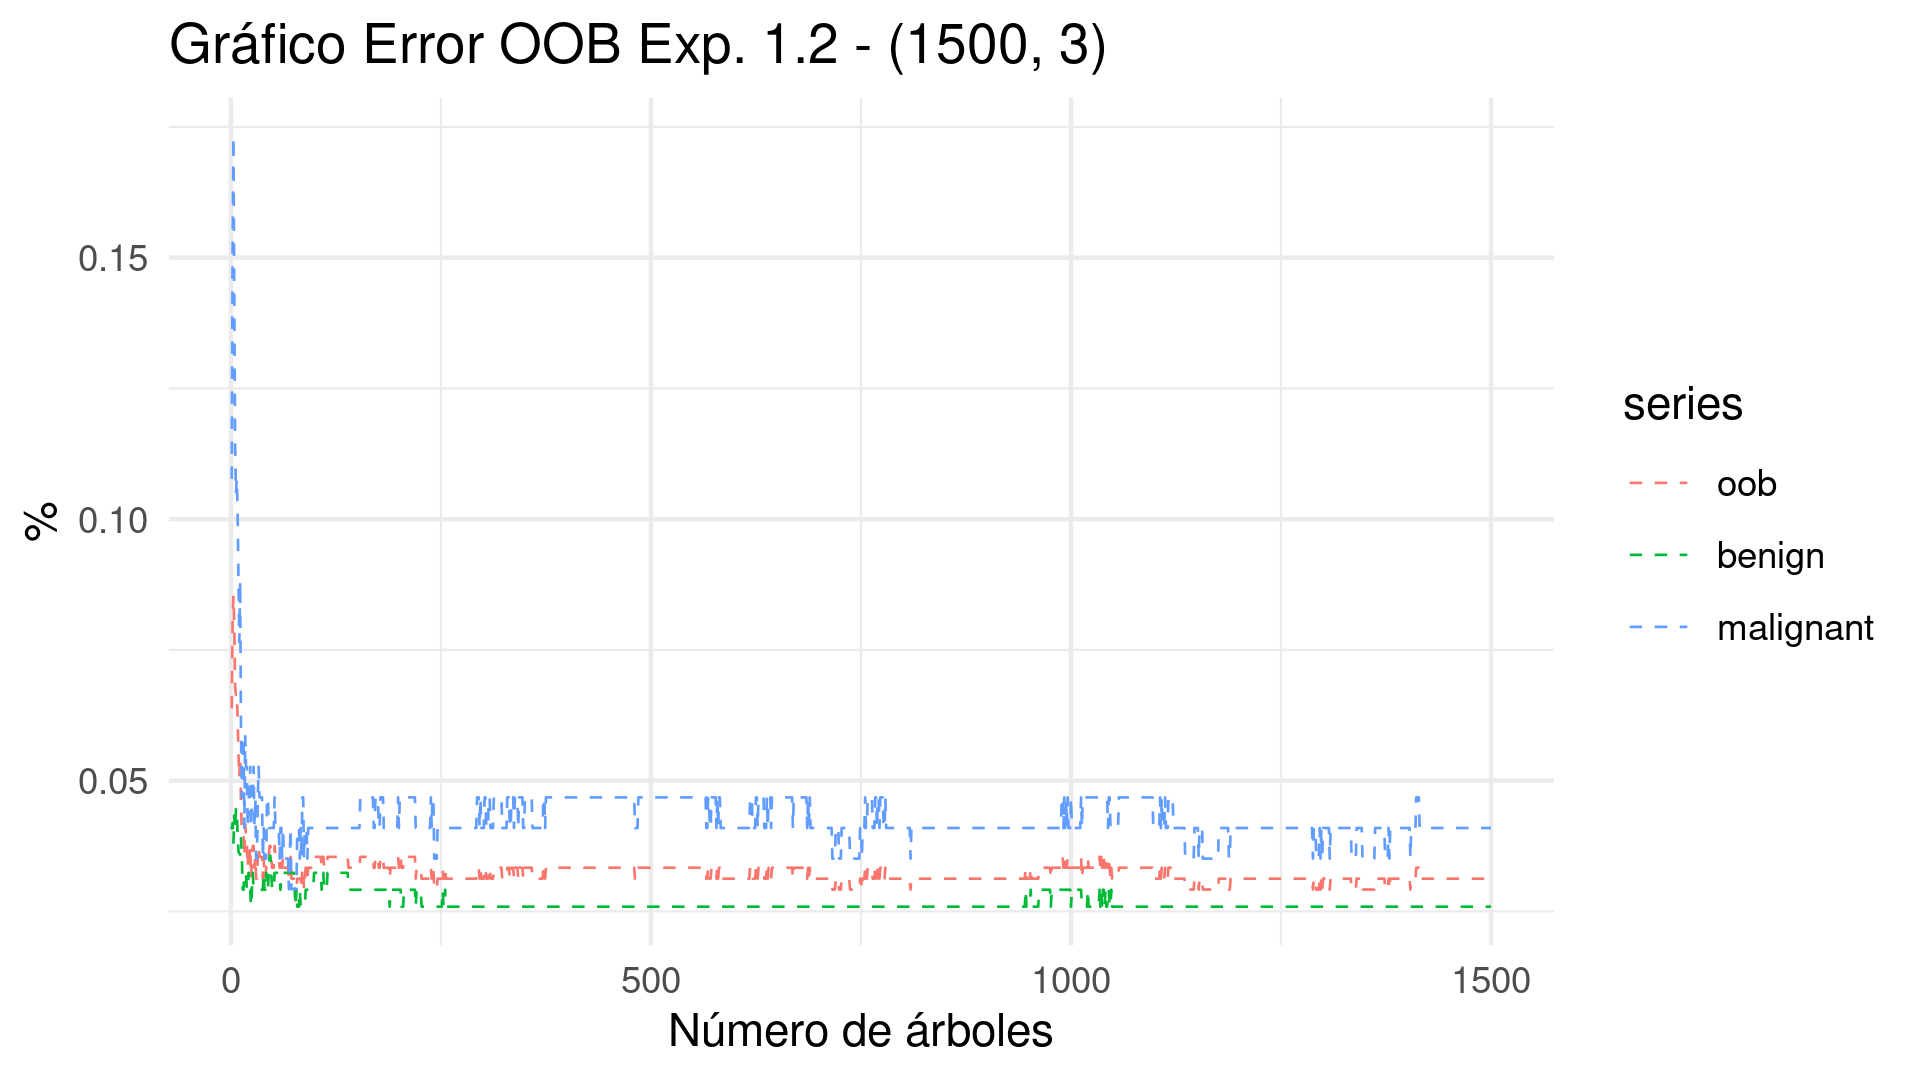 Gráfico Error OOB Exp. 1.2 - (1500, 3)
%
0.15
0.10
0.05
0
500
1000
1500
Número de árboles
series
oob
benign
malignant